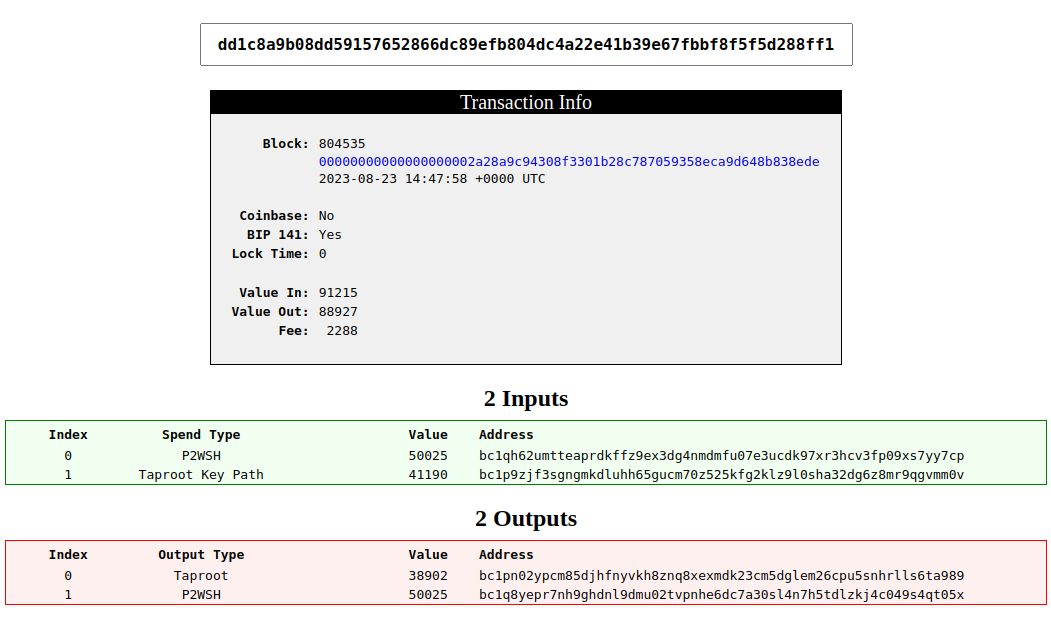 dd1c8a9b08dd59157652866dc89efb804dc4a22e41b39e67fbbf8f5f5d288ff1
Transaction Info
Block: 804535
00000000000000000002a28a9c94308f3301b28c787059358eca9d648b838ede
2023-08-23 14:47:58 +0000 UTC
Coinbase: No
BIP 141: Yes
Lock Time: 0
Value In: 91215
Value Out: 88927
Fee: 2288
2 Inputs
Index Spend Type Value Address
0 P2WSH 50025 bc1qh62umtteaprdkffz9ex3dg4nmdmfu07e3ucdk97xr3hcv3fp09xs7yy7cp
1 Taproot Key Path 41190 bc1p9zjf3sgngmkdluhh65gucm70z525kfg2klz9l0sha32dg6z8mr9qgvmm0v
2 Outputs
Index Output Type Value Address
0 Taproot 38902 bc1pn02ypcm85djhfnyvkh8znq8xexmdk23cm5dglem26cpu5snhrlls6ta989
1 P2WSH 50025 bc1q8yepr7nh9ghdnl9dmu02tvpnhe6dc7a30sl4n7h5tdlzkj4c049s4qt05x